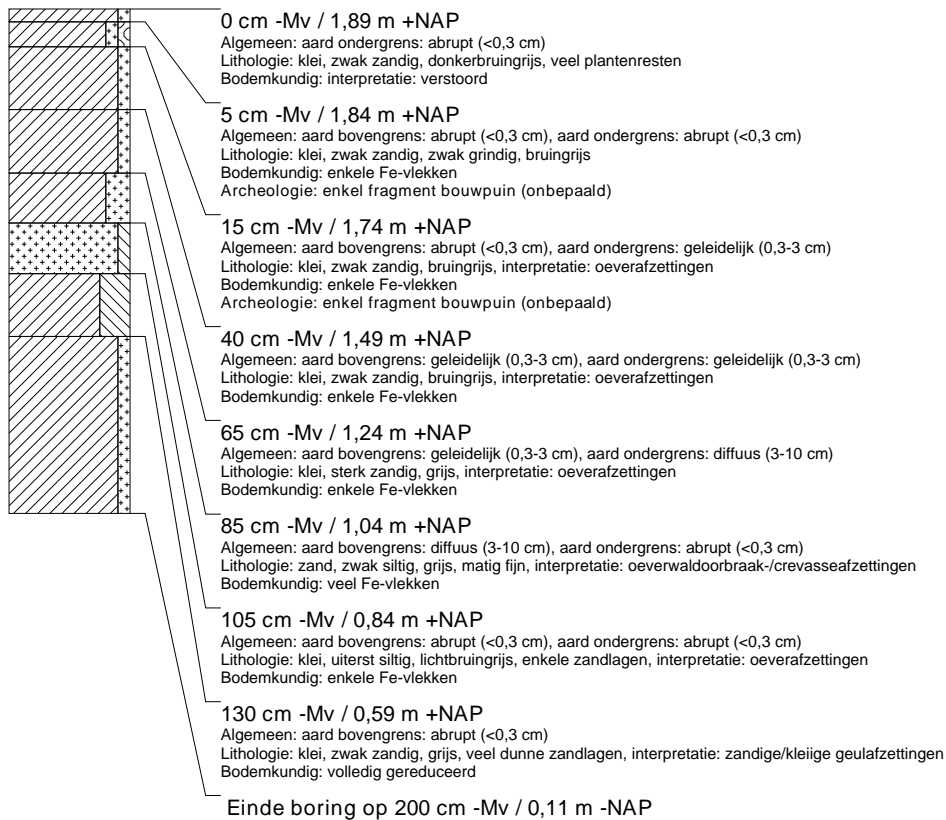 0 cm -Mv / 1,89 m +NAP
Algemeen: aard ondergrens: abrupt (<0,3 cm)
Lithologie: klei, zwak zandig, donkerbruingrijs, veel plantenresten
Bodemkundig: interpretatie: verstoord
5 cm -Mv / 1,84 m +NAP
Algemeen: aard bovengrens: abrupt (<0,3 cm), aard ondergrens: abrupt (<0,3 cm)
Lithologie: klei, zwak zandig, zwak grindig, bruingrijs
Bodemkundig: enkele Fe-vlekken
Archeologie: enkel fragment bouwpuin (onbepaald)
15 cm -Mv / 1,74 m +NAP
Algemeen: aard bovengrens: abrupt (<0,3 cm), aard ondergrens: geleidelijk (0,3-3 cm)
Lithologie: klei, zwak zandig, bruingrijs, interpretatie: oeverafzettingen
Bodemkundig: enkele Fe-vlekken
Archeologie: enkel fragment bouwpuin (onbepaald)
40 cm -Mv / 1,49 m +NAP
Algemeen: aard bovengrens: geleidelijk (0,3-3 cm), aard ondergrens: geleidelijk (0,3-3 cm)
Lithologie: klei, zwak zandig, bruingrijs, interpretatie: oeverafzettingen
Bodemkundig: enkele Fe-vlekken
65 cm -Mv / 1,24 m +NAP
Algemeen: aard bovengrens: geleidelijk (0,3-3 cm), aard ondergrens: diffuus (3-10 cm)
Lithologie: klei, sterk zandig, grijs, interpretatie: oeverafzettingen
Bodemkundig: enkele Fe-vlekken
85 cm -Mv / 1,04 m +NAP
Algemeen: aard bovengrens: diffuus (3-10 cm), aard ondergrens: abrupt (<0,3 cm)
Lithologie: zand, zwak siltig, grijs, matig fijn, interpretatie: oeverwaldoorbraak-/crevasseafzettingen
Bodemkundig: veel Fe-vlekken
105 cm -Mv / 0,84 m +NAP
Algemeen: aard bovengrens: abrupt (<0,3 cm), aard ondergrens: abrupt (<0,3 cm)
Lithologie: klei, uiterst siltig, lichtbruingrijs, enkele zandlagen, interpretatie: oeverafzettingen
Bodemkundig: enkele Fe-vlekken
130 cm -Mv / 0,59 m +NAP
Algemeen: aard bovengrens: abrupt (<0,3 cm)
Lithologie: klei, zwak zandig, grijs, veel dunne zandlagen, interpretatie: zandige/kleiige geulafzettingen
Bodemkundig: volledig gereduceerd
Einde boring op 200 cm -Mv / 0,11 m -NAP